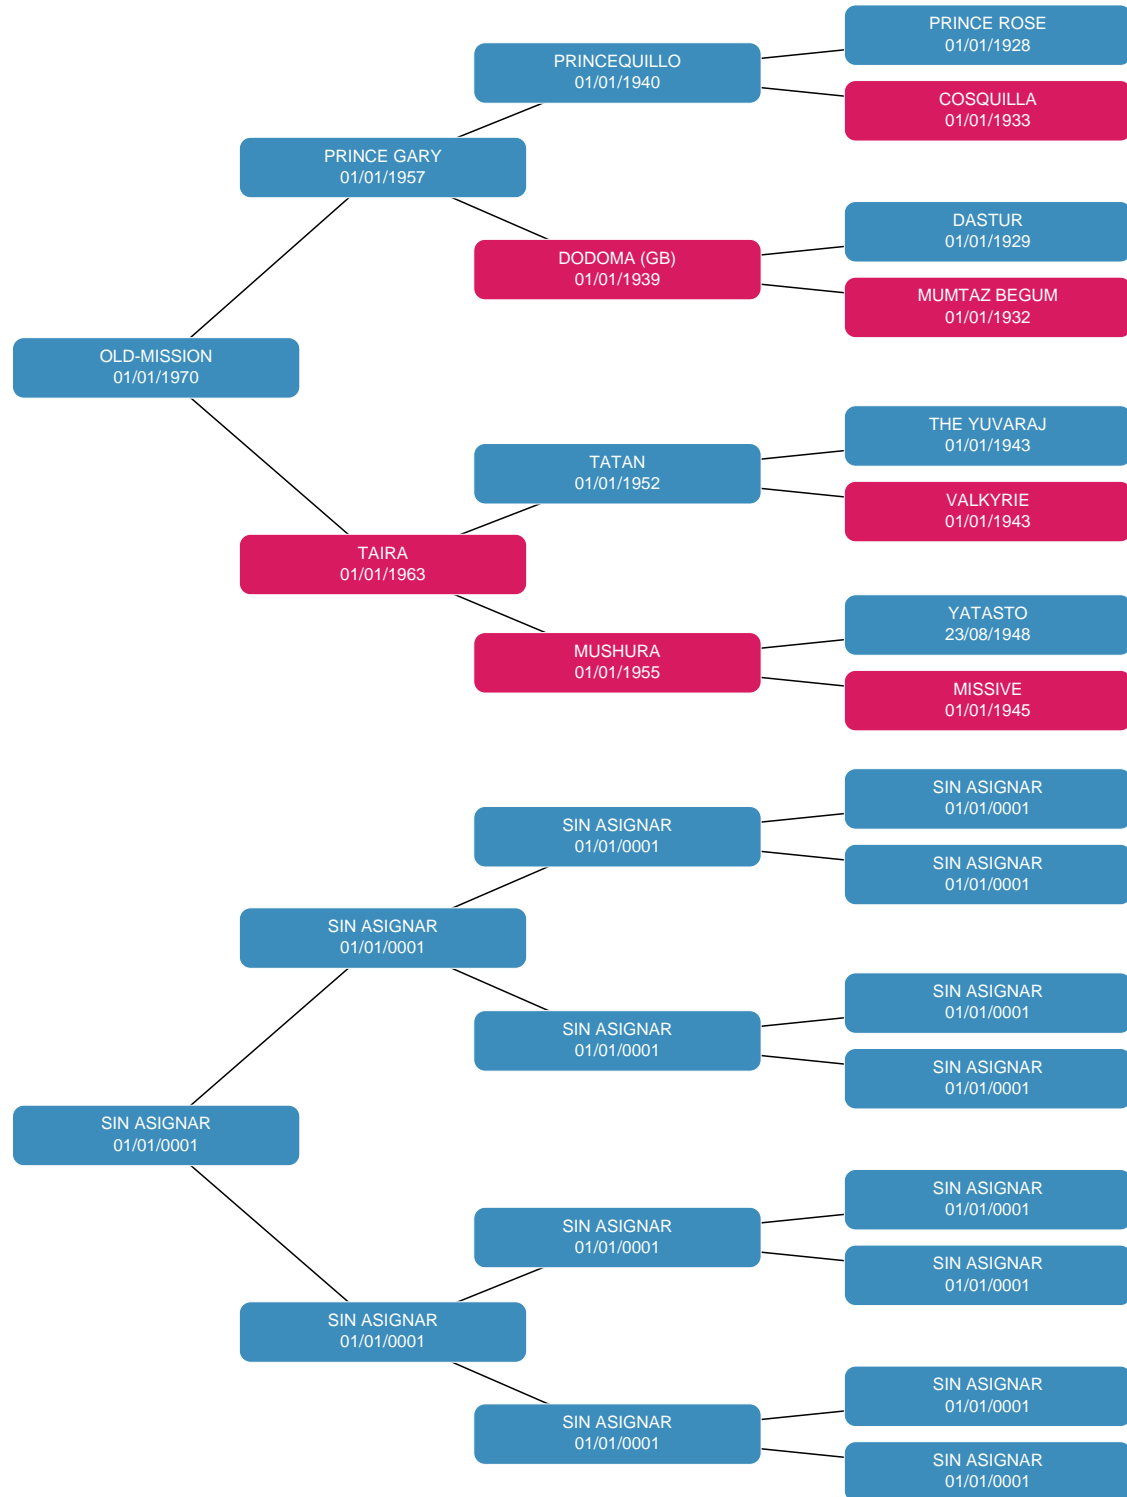 PRINCE ROSE
01/01/1928
PRINCEQUILLO
01/01/1940
COSQUILLA
01/01/1933
PRINCE GARY
01/01/1957
DASTUR
01/01/1929
DODOMA (GB)
01/01/1939
MUMTAZ BEGUM
01/01/1932
OLD-MISSION
01/01/1970
THE YUVARAJ
01/01/1943
TATAN
01/01/1952
VALKYRIE
01/01/1943
TAIRA
01/01/1963
YATASTO
23/08/1948
MUSHURA
01/01/1955
MISSIVE
01/01/1945
SIN ASIGNAR
01/01/0001
SIN ASIGNAR
01/01/0001
SIN ASIGNAR
01/01/0001
SIN ASIGNAR
01/01/0001
SIN ASIGNAR
01/01/0001
SIN ASIGNAR
01/01/0001
SIN ASIGNAR
01/01/0001
SIN ASIGNAR
01/01/0001
SIN ASIGNAR
01/01/0001
SIN ASIGNAR
01/01/0001
SIN ASIGNAR
01/01/0001
SIN ASIGNAR
01/01/0001
SIN ASIGNAR
01/01/0001
SIN ASIGNAR
01/01/0001
SIN ASIGNAR
01/01/0001